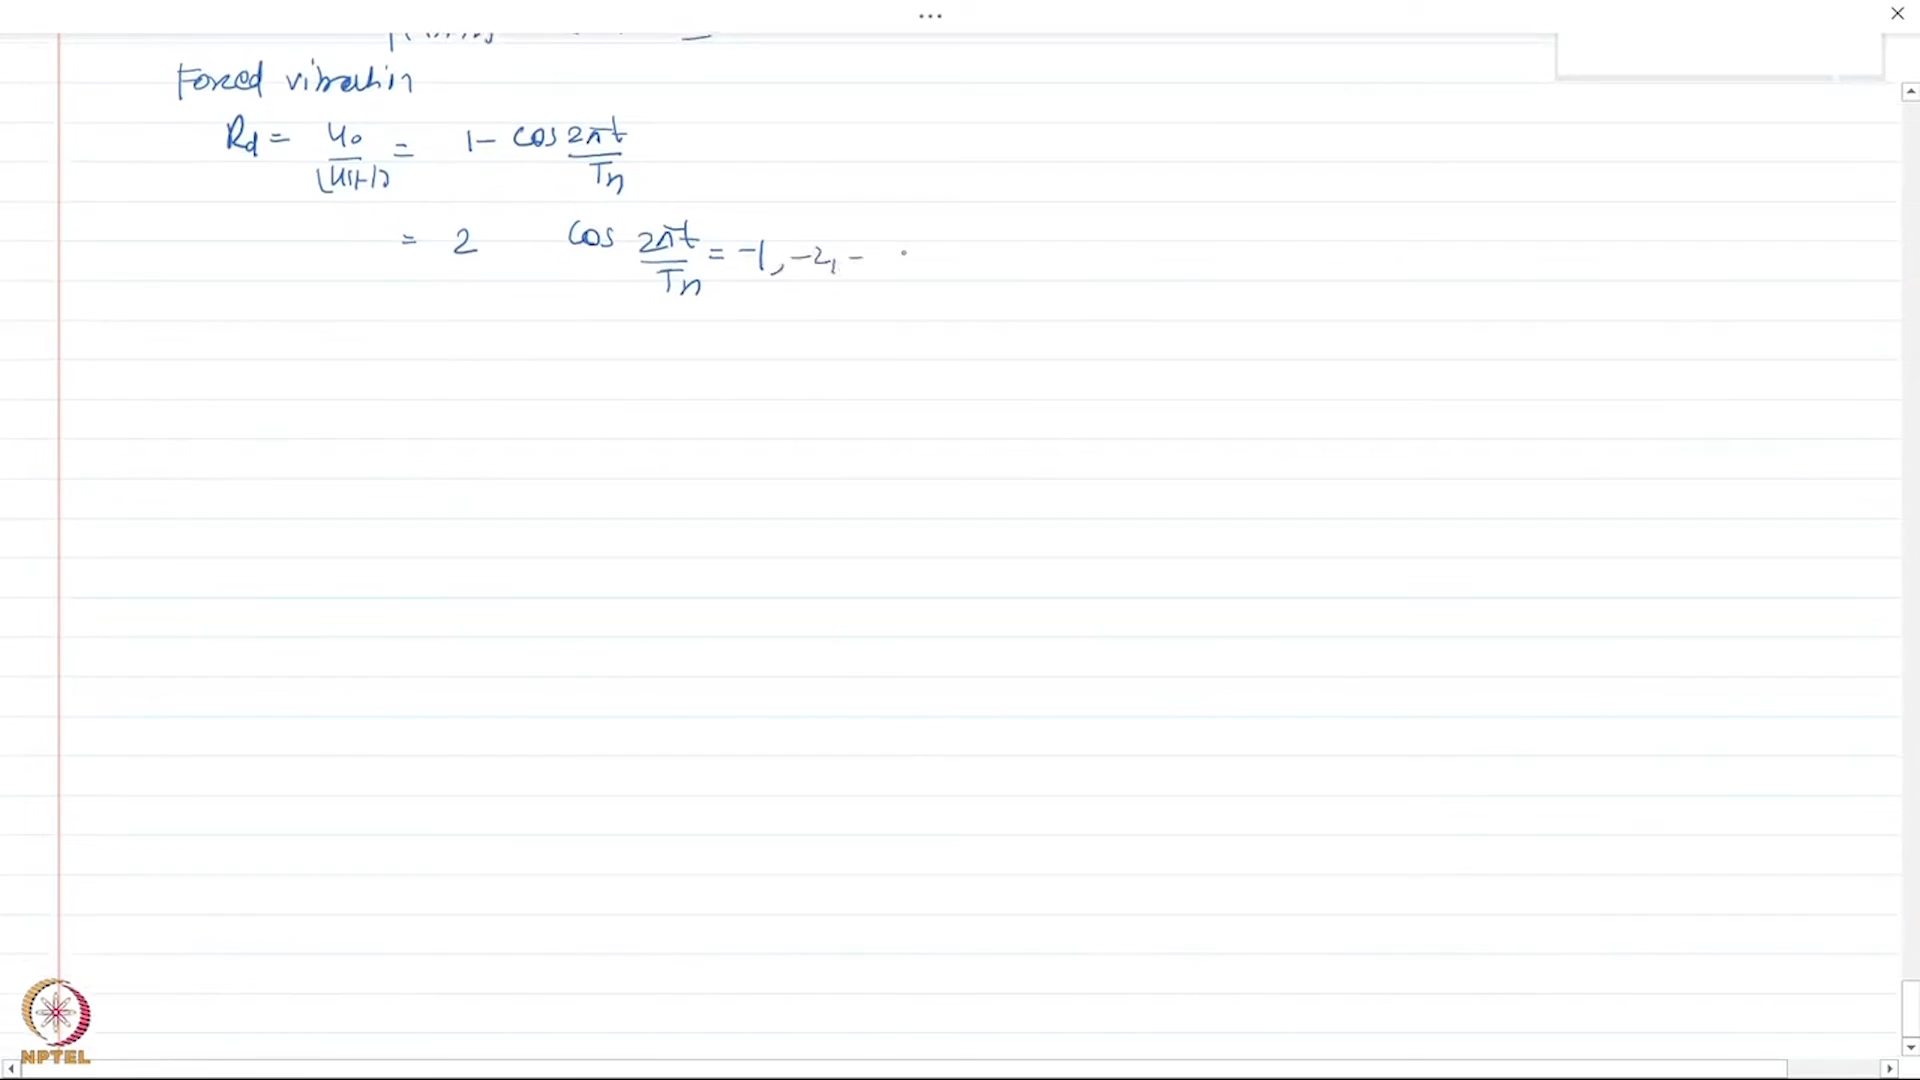 Forced vibration
Rd = u0 / (ust)0 = 1 - cos 2πt / Tn
= 2 cos 2πt / Tn = -1, -2, -
NPTEL